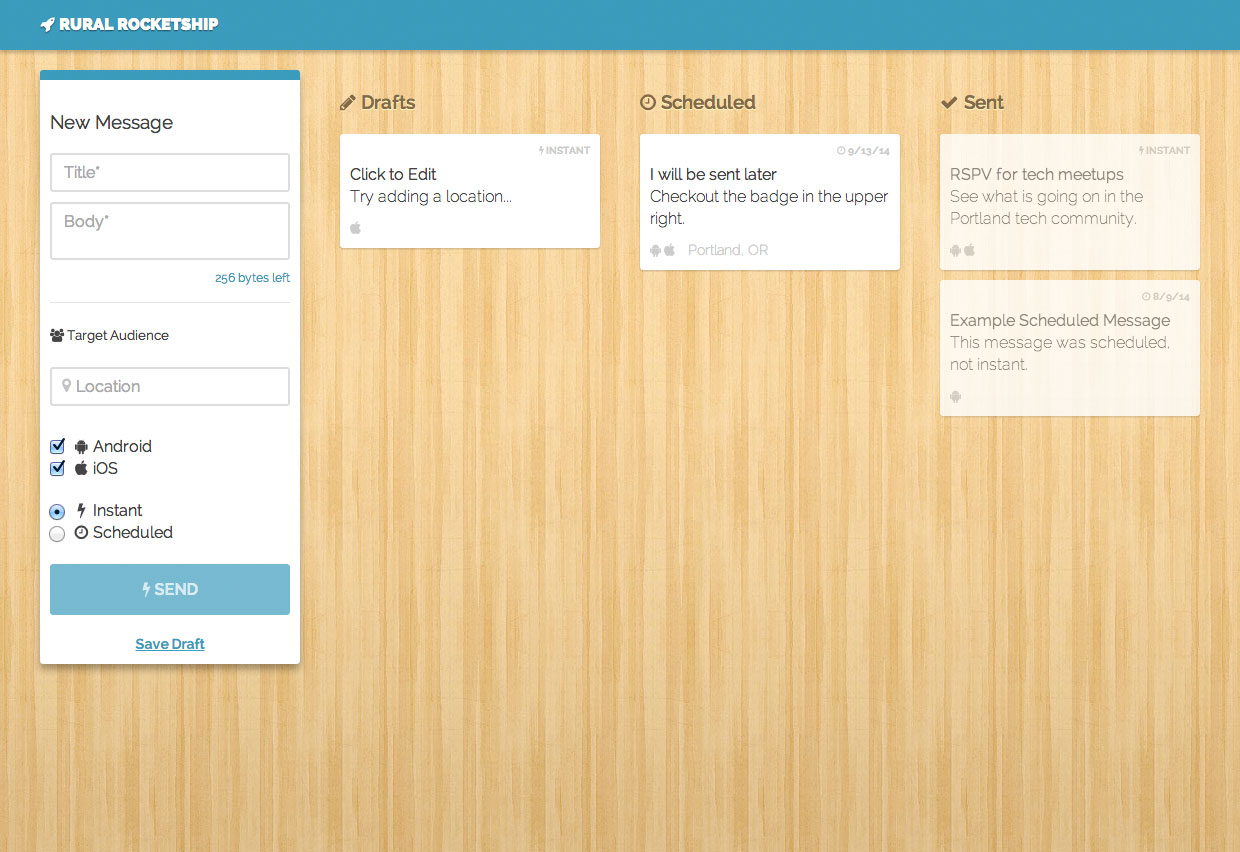 RURAL ROCKETSHIP
New Message
Title*
Body*
256 bytes left
Target Audience
Location
Android
iOS
Instant
Scheduled
SEND
Save Draft
Drafts
INSTANT
Click to Edit
Try adding a location...
Scheduled
9/13/14
I will be sent later
Checkout the badge in the upper
right.
Portland, OR
Sent
INSTANT
RSPV for tech meetups
See what is going on in the
Portland tech community.
8/9/14
Example Scheduled Message
This message was scheduled,
not instant.